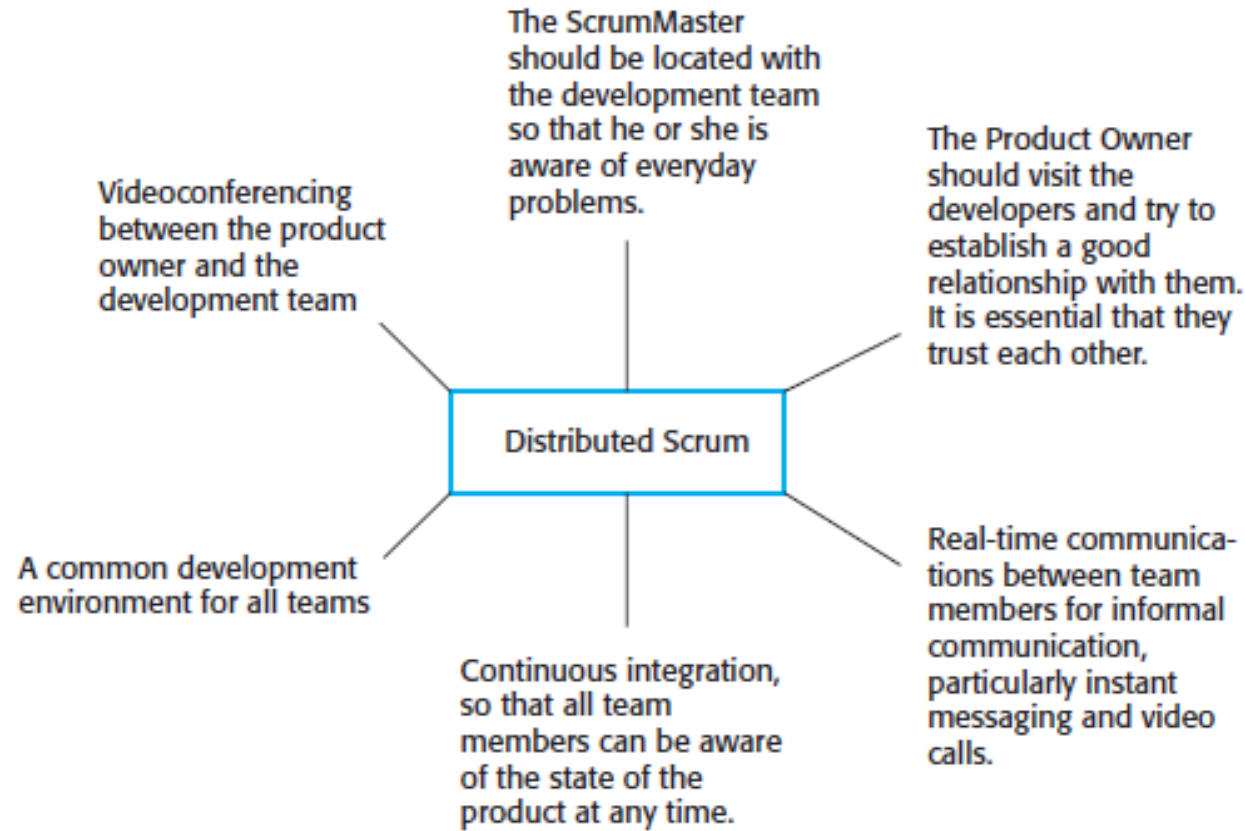 The ScrumMaster
should be located with
the development team
so that he or she is
aware of everyday
problems.
The Product Owner
should visit the
developers and try to
establish a good
relationship with them.
It is essential that they
trust each other.
Videoconferencing
between the product
owner and the
development team
Distributed Scrum
A common development
environment for all teams
Real-time communica-
tions between team
members for informal
communication,
particularly instant
messaging and video
calls.
Continuous integration,
so that all team
members can be aware
of the state of the
product at any time.